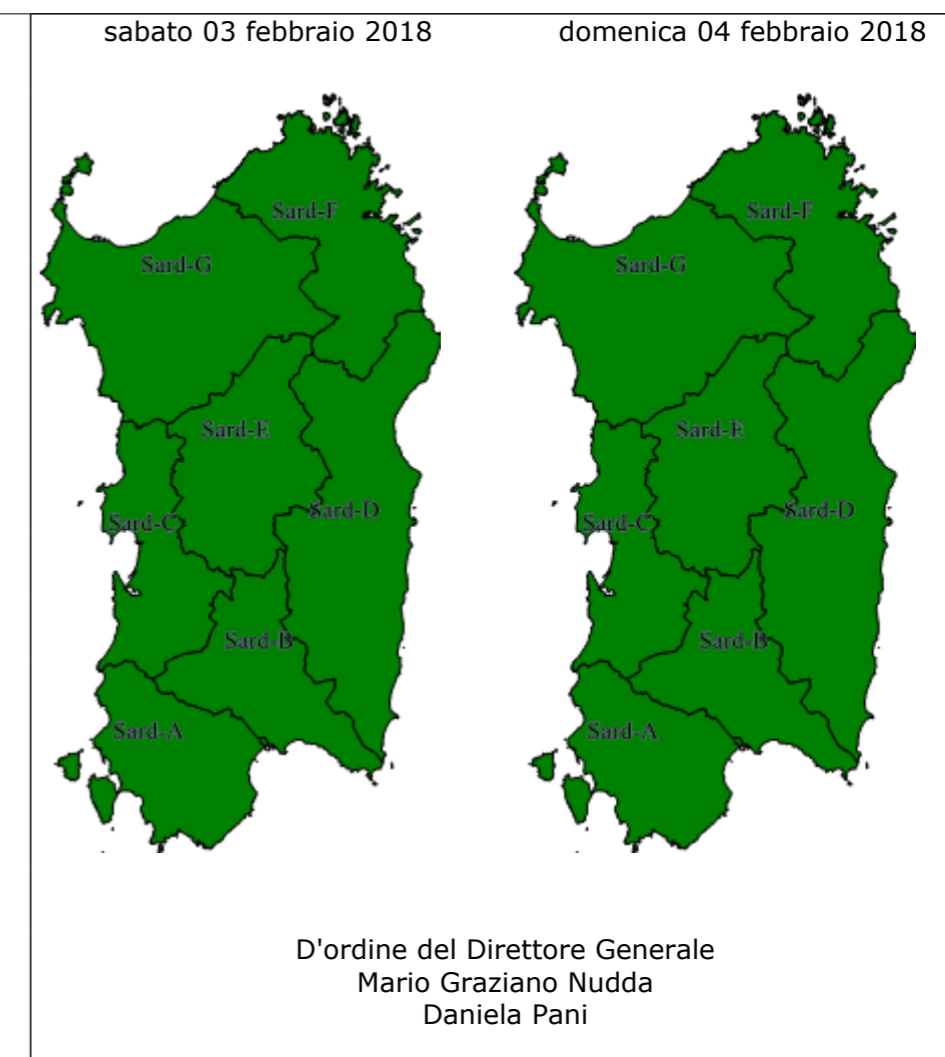 sabato 03 febbraio 2018
domenica 04 febbraio 2018
Sard-F
Sard-G
Sard-E
Sard-D
Sard-C
Sard-B
Sard-A
Sard-F
Sard-G
Sard-E
Sard-D
Sard-C
Sard-B
Sard-A
D'ordine del Direttore Generale
Mario Graziano Nudda
Daniela Pani